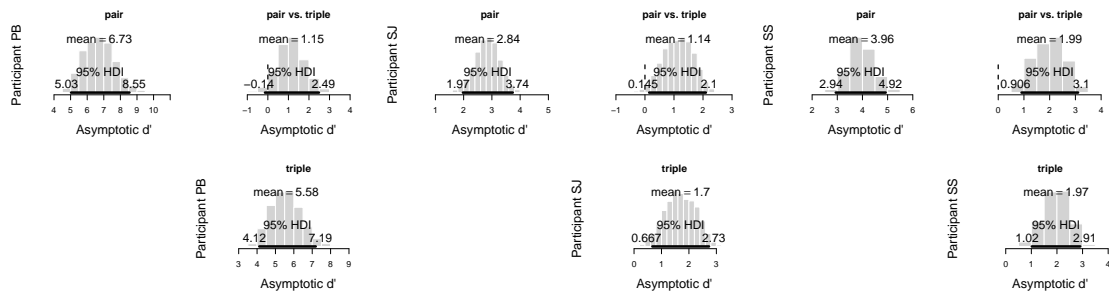 pair
pair vs. triple
pair
pair vs. triple
pair
pair vs. triple
Participant PB
mean = 6.73
95% HDI
5.03 8.55
4 5 6 7 8 9 10
Asymptotic d'
mean = 1.15
95% HDI
−0.14 2.49
−1 0 1 2 3 4
Asymptotic d'
Participant SJ
mean = 2.84
95% HDI
1.97 3.74
1 2 3 4 5
Asymptotic d'
mean = 1.14
95% HDI
0.145 2.1
−1 0 1 2 3
Asymptotic d'
Participant SS
mean = 3.96
95% HDI
2.94 4.92
2 3 4 5 6
Asymptotic d'
mean = 1.99
95% HDI
0.906 3.1
0 1 2 3 4
Asymptotic d'
triple
Participant PB
mean = 5.58
95% HDI
4.12 7.19
3 4 5 6 7 8 9
Asymptotic d'
triple
Participant SJ
mean = 1.7
95% HDI
0.667 2.73
0 1 2 3
Asymptotic d'
triple
Participant SS
mean = 1.97
95% HDI
1.02 2.91
0 1 2 3 4
Asymptotic d'